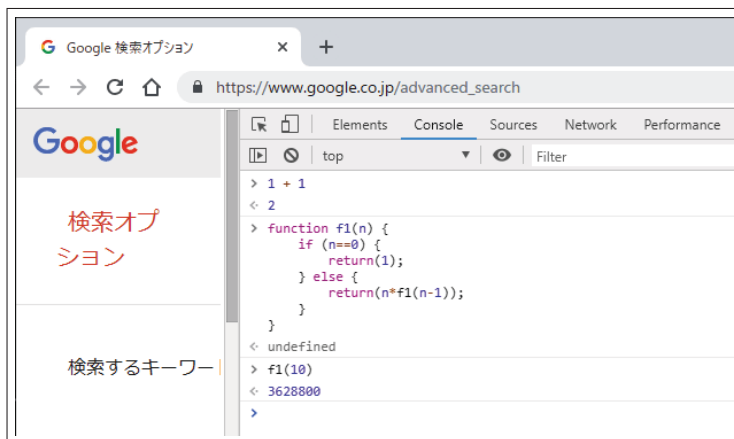 Google 検索オプション
https://www.google.co.jp/advanced_search
Google
検索オプ
ション
検索するキーワー
Elements Console Sources Network Performance
top Filter
> 1 + 1
< 2
> function f1(n) {
    if (n==0) {
        return(1);
    } else {
        return(n*f1(n-1));
    }
}
< undefined
> f1(10)
< 3628800
>